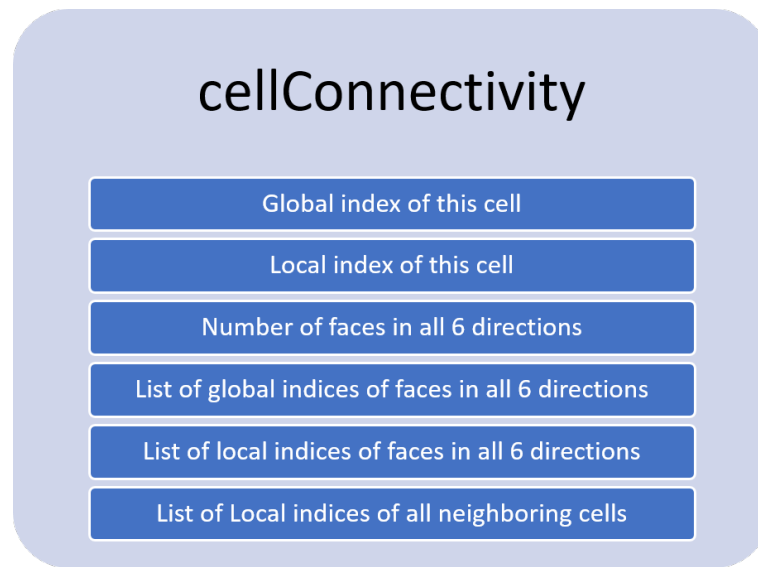 cellConnectivity
Global index of this cell
Local index of this cell
Number of faces in all 6 directions
List of global indices of faces in all 6 directions
List of local indices of faces in all 6 directions
List of Local indices of all neighboring cells